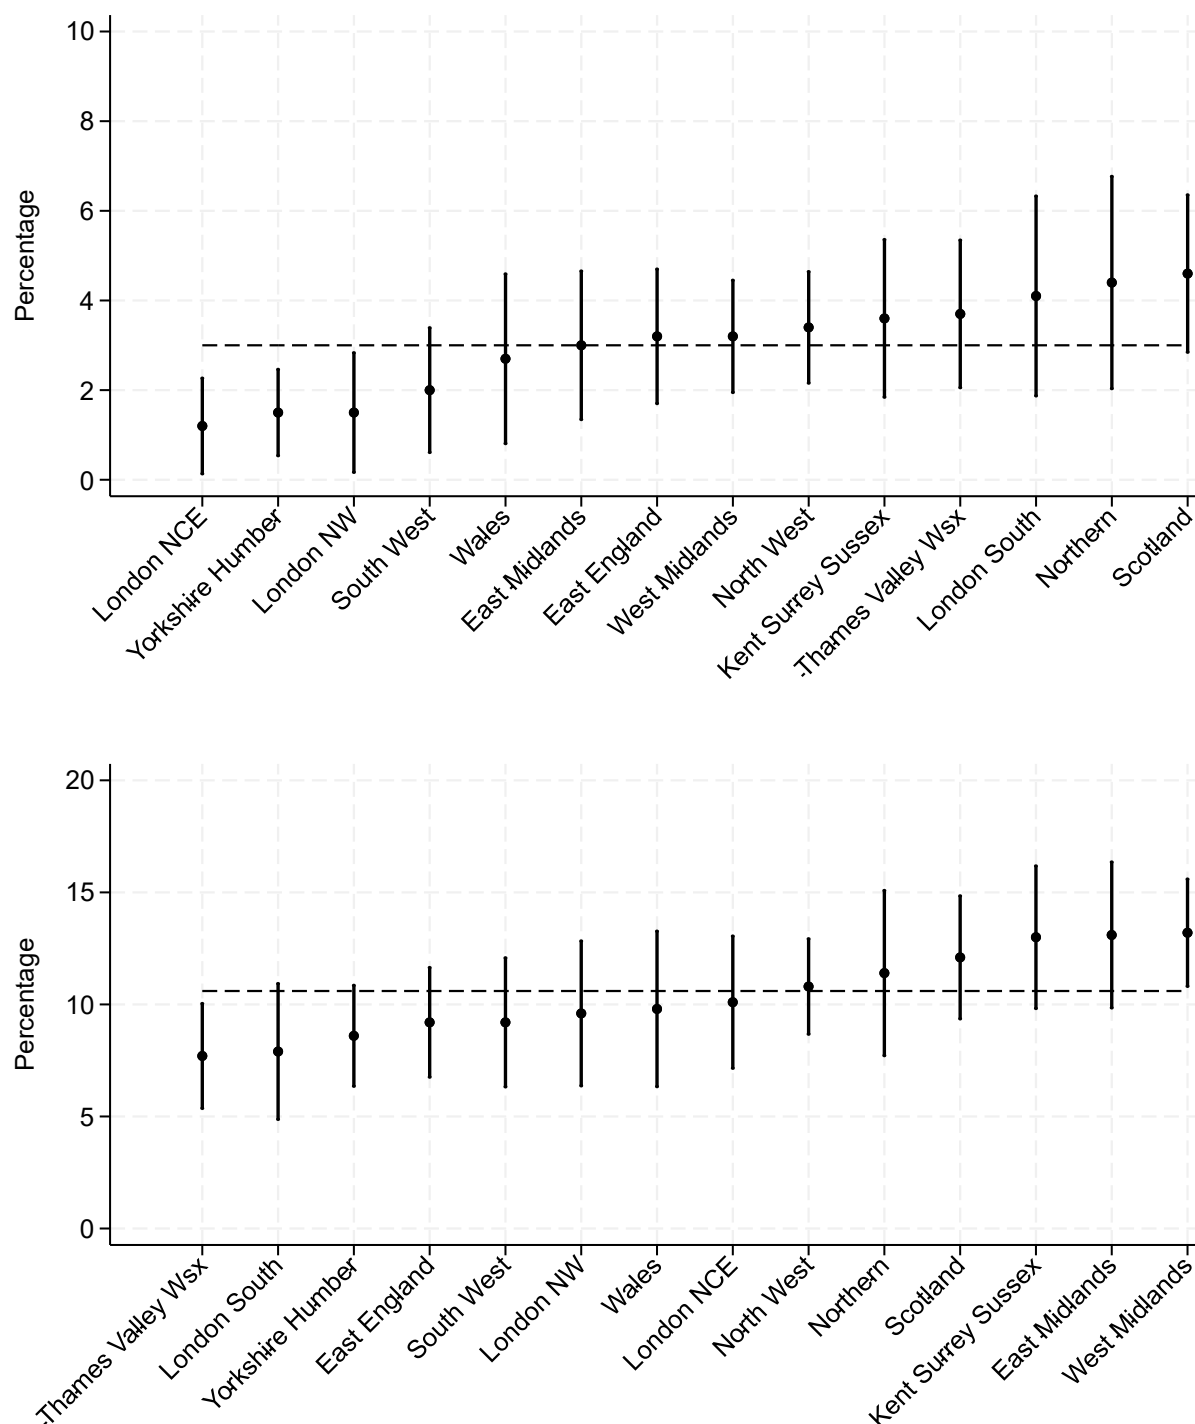 10
8
6
4
2
0
Percentage
London NCE
Yorkshire Humber
London NW
South West
Wales
East Midlands
East England
West Midlands
North West
Kent Surrey Sussex
-Thames Valley Wsx
London South
Northern
Scotland
20
15
10
5
0
Percentage
-Thames Valley Wsx
London South
Yorkshire Humber
East England
South West
London NW
Wales
London NCE
North West
Northern
Scotland
Kent Surrey Sussex
East Midlands
West Midlands